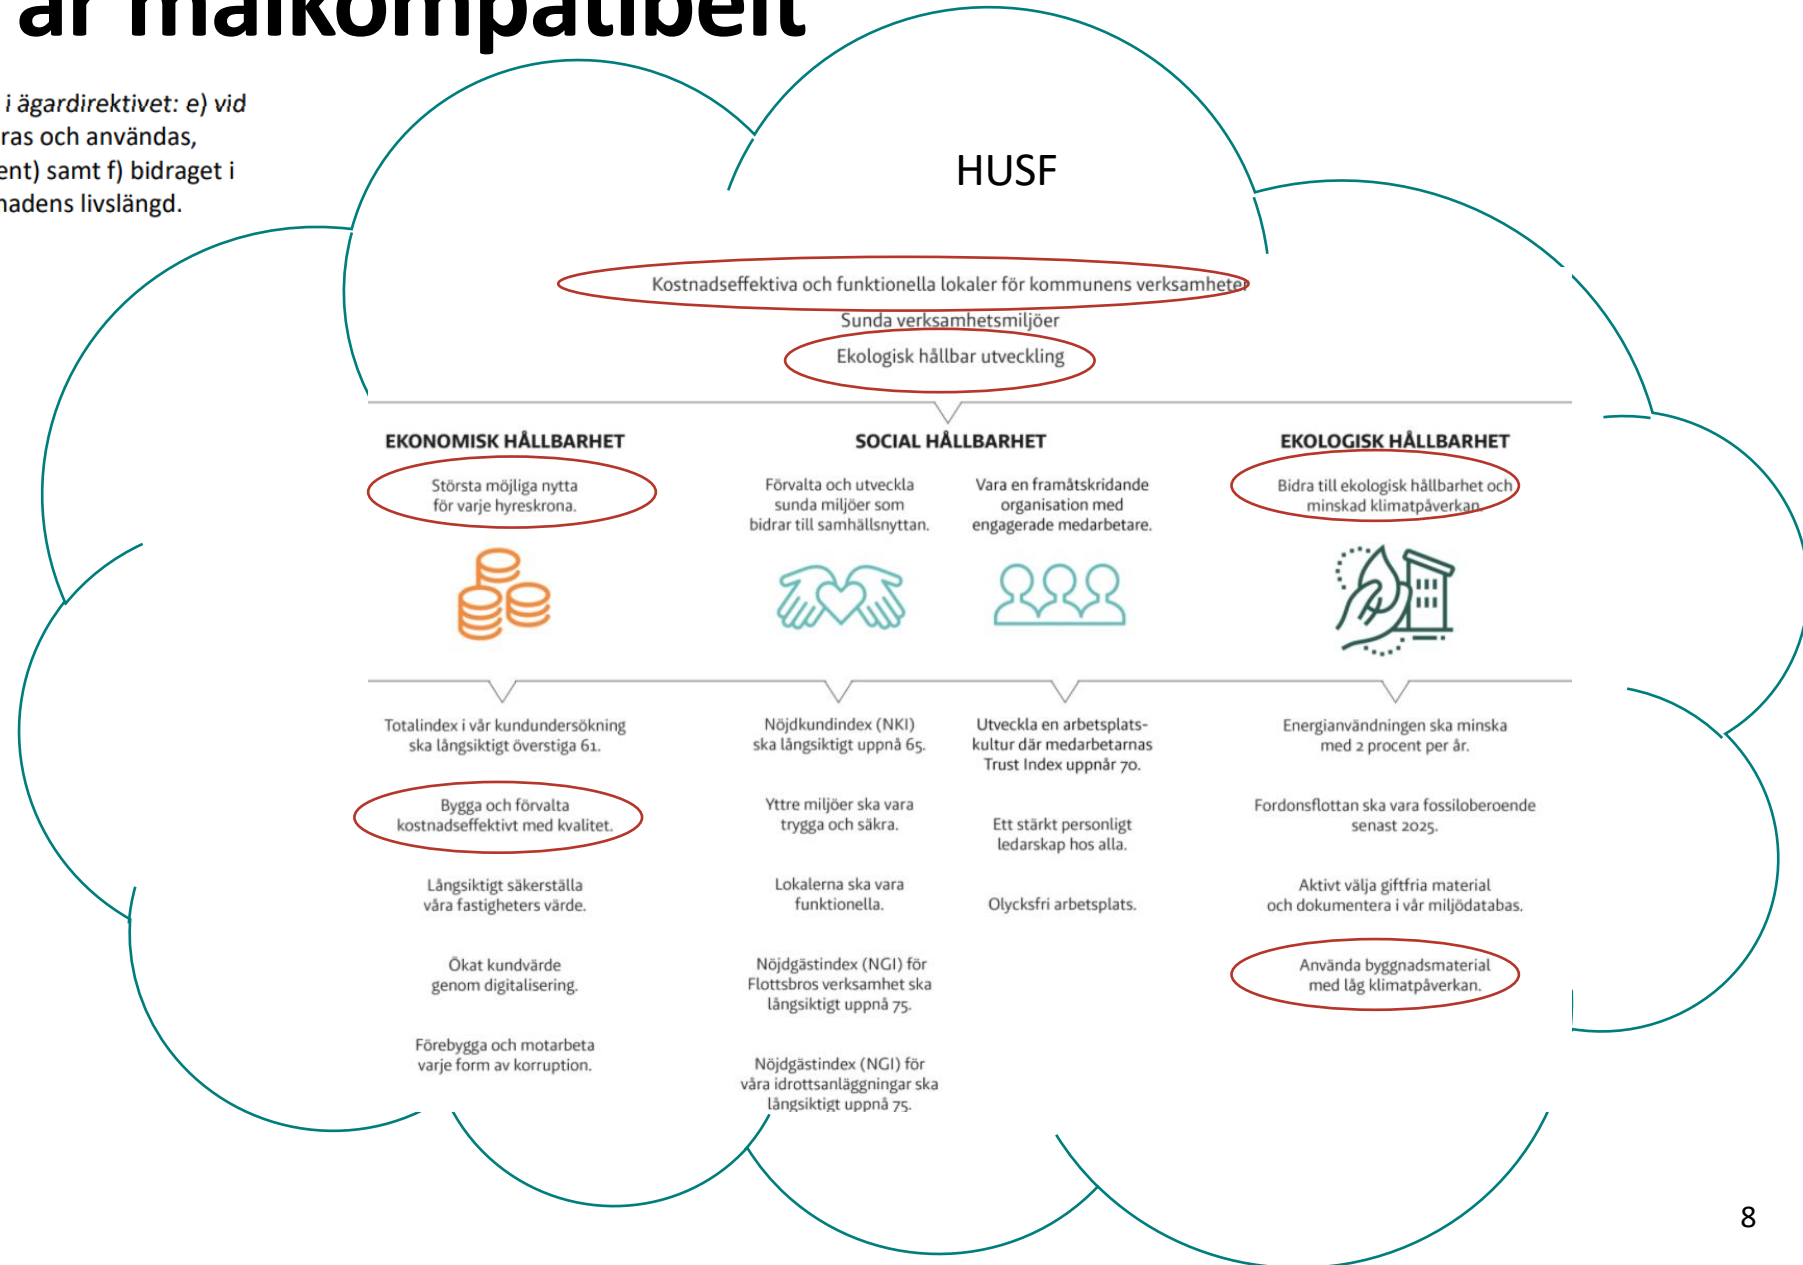 är målkompatibelt
i ägardirektivet: e) vid
ras och användas,
ent) samt f) bidraget i
nadens livslängd.
HUSF
Kostnadseffektiva och funktionella lokaler för kommunens verksamheter
Sunda verksamhetsmiljöer
Ekologisk hållbar utveckling
EKONOMISK HÅLLBARHET
Största möjliga nytta
för varje hyreskrona.
SOCIAL HÅLLBARHET
Förvalta och utveckla
sunda miljöer som
bidrar till samhällsnyttan.
Vara en framåtskridande
organisation med
engagerade medarbetare.
EKOLOGISK HÅLLBARHET
Bidra till ekologisk hållbarhet och
minskad klimatpåverkan.
Totalindex i vår kundundersökning
ska långsiktigt överstiga 61.
Bygga och förvalta
kostnadseffektivt med kvalitet.
Långsiktigt säkerställa
våra fastigheters värde.
Ökat kundvärde
genom digitalisering.
Förebygga och motarbeta
varje form av korruption.
Nöjdkundindex (NKI)
ska långsiktigt uppnå 65.
Yttre miljöer ska vara
trygga och säkra.
Lokalerna ska vara
funktionella.
Nöjdgästindex (NGI) för
Flottsbros verksamhet ska
långsiktigt uppnå 75.
Nöjdgästindex (NGI) för
våra idrottsanläggningar ska
långsiktigt uppnå 75.
Utveckla en arbetsplats-
kultur där medarbetarnas
Trust Index uppnår 70.
Ett stärkt personligt
ledarskap hos alla.
Olycksfri arbetsplats.
Energianvändningen ska minska
med 2 procent per år.
Fordonsflottan ska vara fossiloberoende
senast 2025.
Aktivt välja giftfria material
och dokumentera i vår miljödatabas.
Använda byggnadsmaterial
med låg klimatpåverkan.
8